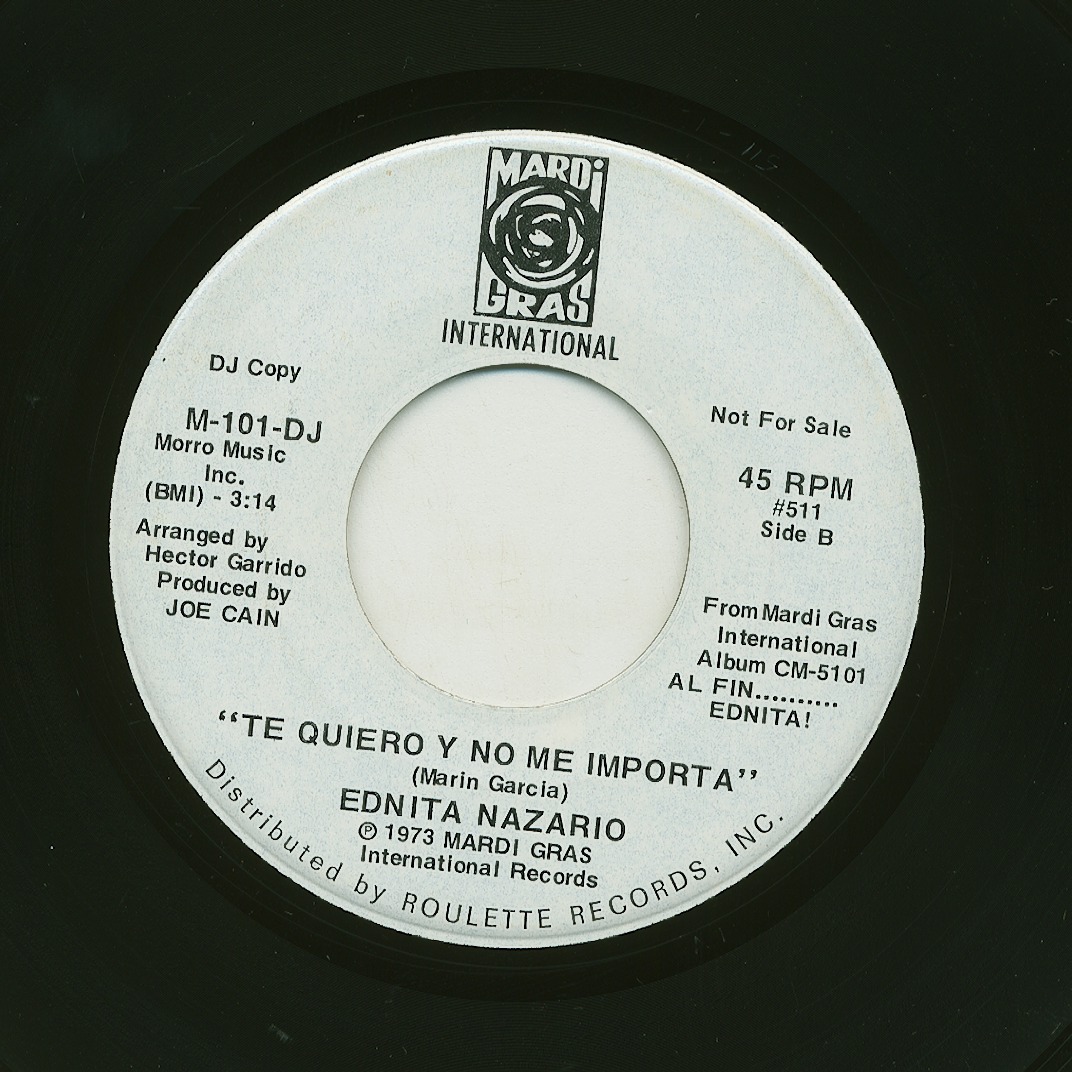 MARDi
GRAS
INTERNATIONAL
DJ Copy
M-101-DJ
Morro Music
Inc.
(BMI) - 3:14
Arranged by
Hector Garrido
Produced by
JOE CAIN
Not For Sale
45 RPM
#511
Side B
From Mardi Gras
International
Album CM-5101
AL FIN..........
EDNITA!
“TE QUIERO Y NO ME IMPORTA”
(Marin Garcia)
EDNITA NAZARIO
℗ 1973 MARDI GRAS
International Records
Distributed by ROULETTE RECORDS, INC.